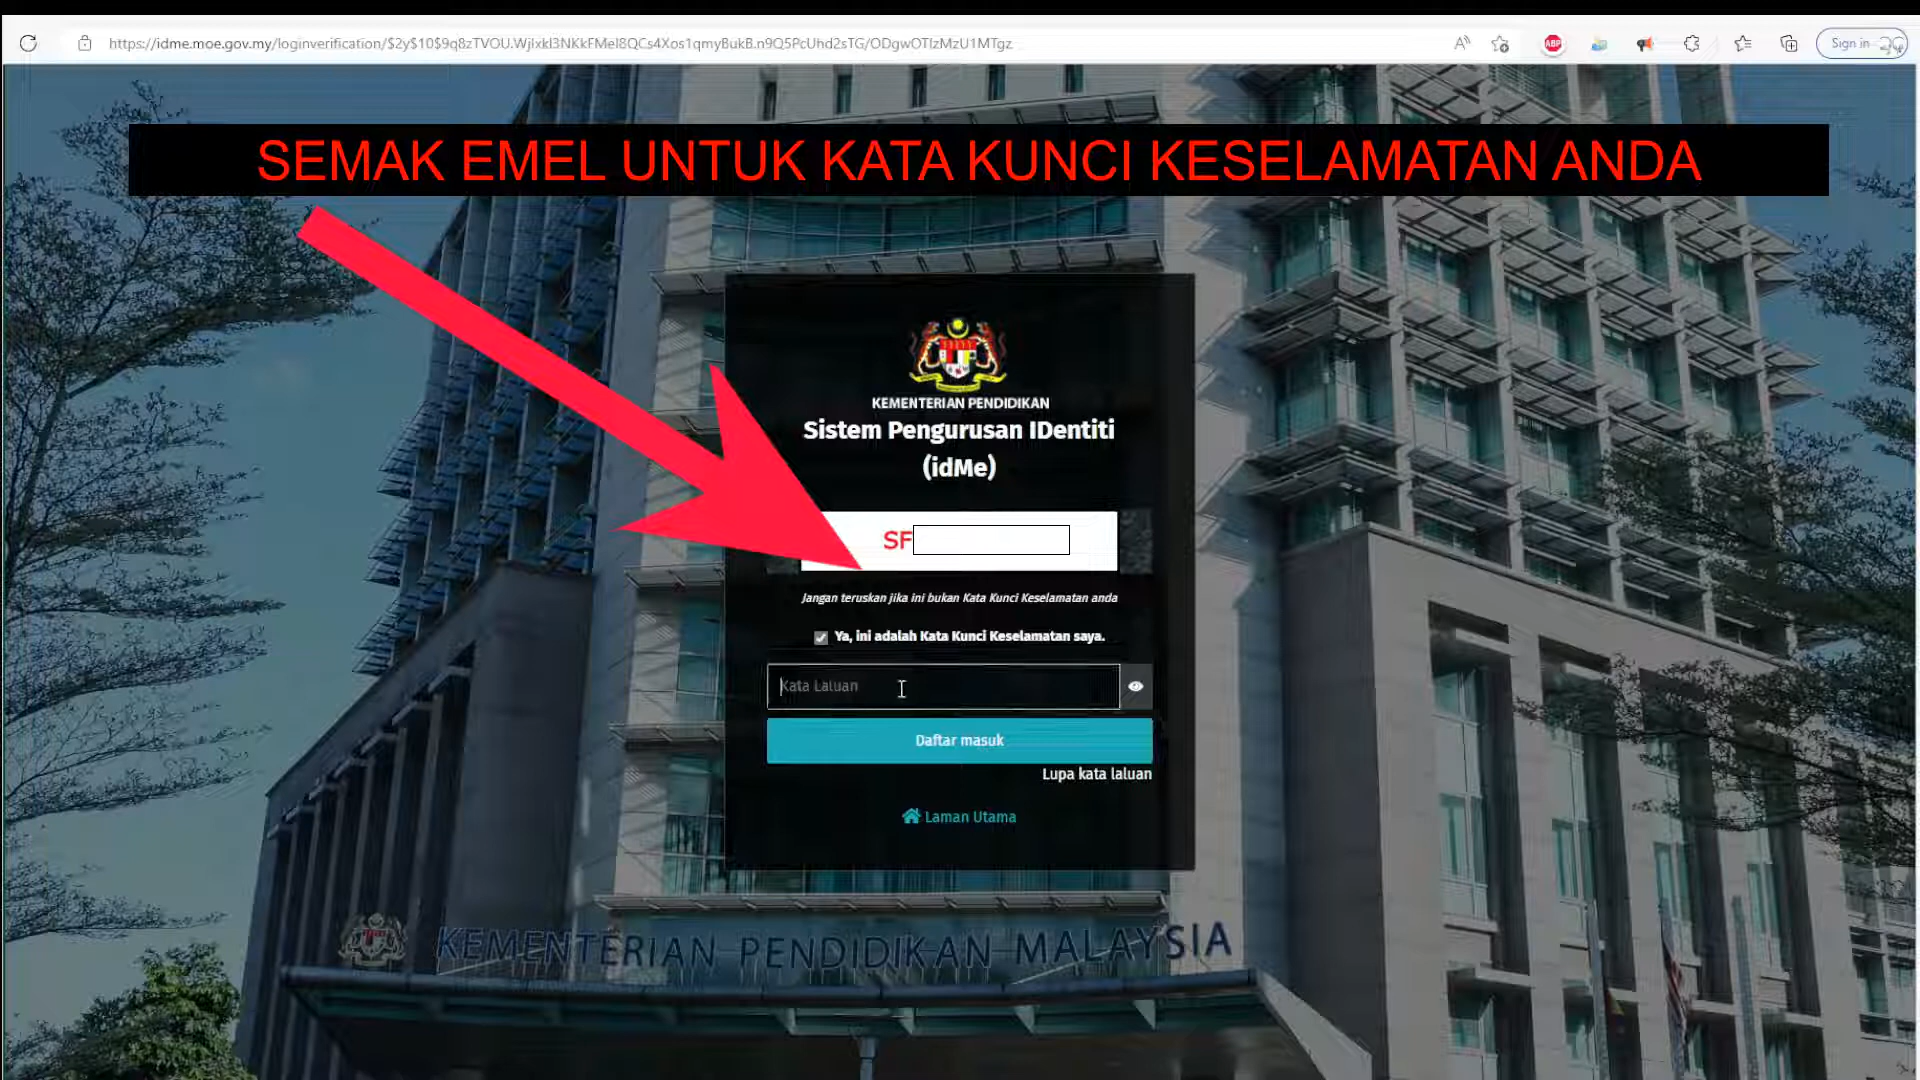 https://idme.moe.gov.my/loginverification/$2y$10$9q8zTVOU.Wjlxkl3NKkFMel8QCs4Xos1qmyBukB.n9Q5PcUhd2sTG/ODgwOTIzMzU1MTgz
Sign in
ABP
SEMAK EMEL UNTUK KATA KUNCI KESELAMATAN ANDA
KEMENTERIAN PENDIDIKAN
Sistem Pengurusan IDentiti
(idMe)
SF
Jangan teruskan jika ini bukan Kata Kunci Keselamatan anda
Ya, ini adalah Kata Kunci Keselamatan saya.
Kata Laluan
Daftar masuk
Lupa kata laluan
Laman Utama
KEMENTERIAN PENDIDIKAN MALAYSIA